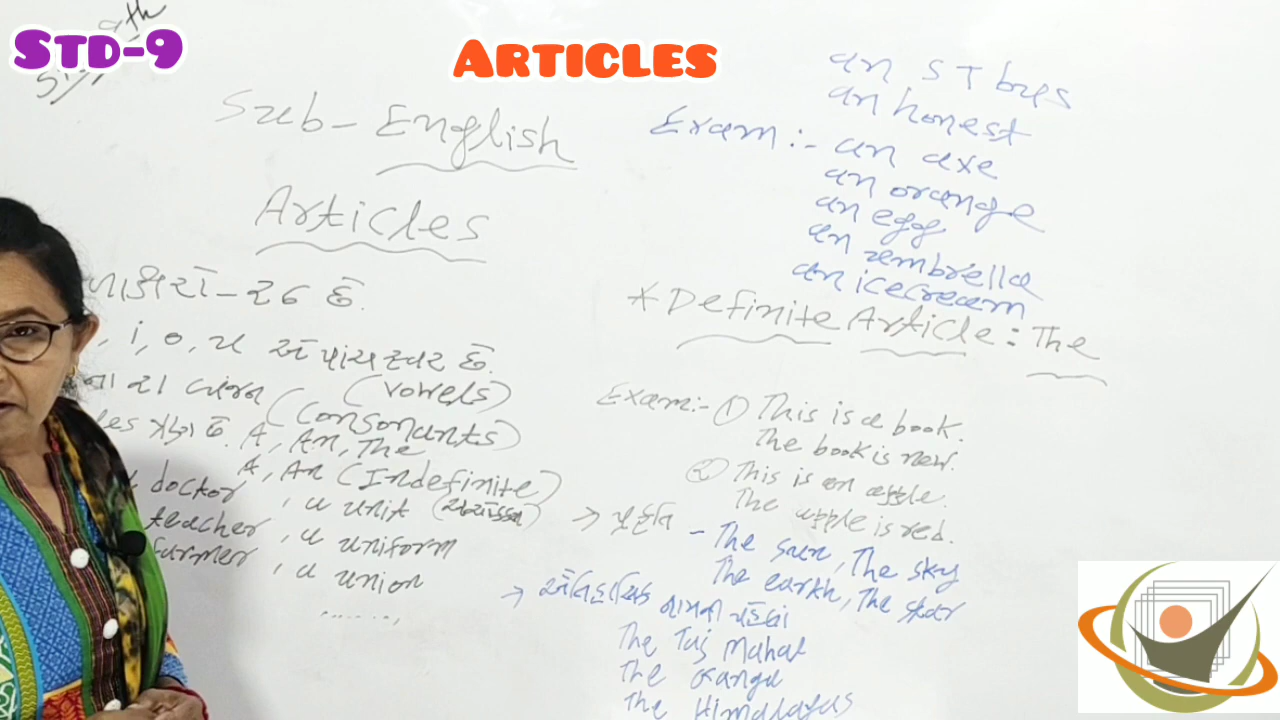 STD-9
ARTICLES
Sub - English
Articles
- ૨૬ છે.
, i, o, u એ પાંચ સ્વર છે.
(vowels)
(Consonants)
A, An, The
A, An (Indefinite)
doctor, a unit
teacher, a uniform
farmer, a union
.......,
an S T bus
an honest
Exam :- an axe
an orange
an egg
an umbrella
an icecream
* Definite Article : The
Exam:- ① This is a book.
The book is new.
② This is an apple.
The apple is red.
→
- The sun, The sky
The earth, The star
→ ઐતિહાસિક
The Taj Mahal
The Ganga
The Himalayas